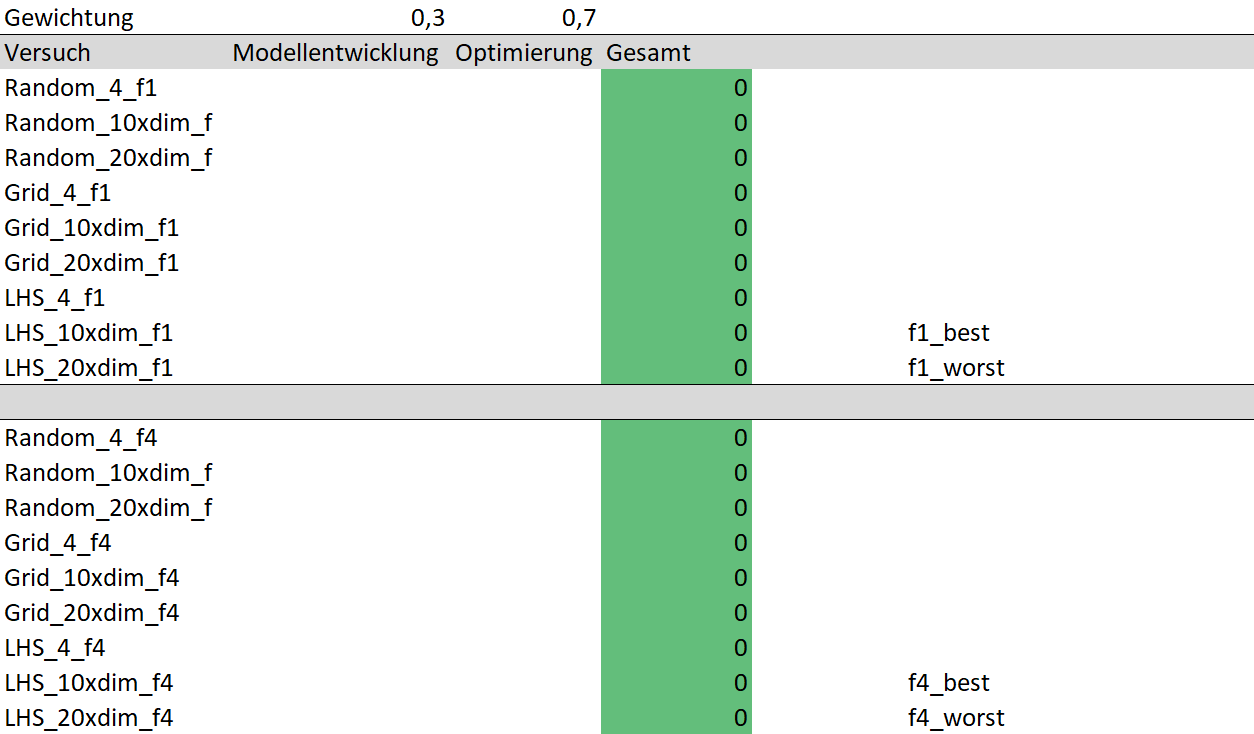 Gewichtung 0,3 0,7
Versuch Modellentwicklung Optimierung Gesamt
Random_4_f1 0
Random_10xdim_f 0
Random_20xdim_f 0
Grid_4_f1 0
Grid_10xdim_f1 0
Grid_20xdim_f1 0
LHS_4_f1 0
LHS_10xdim_f1 0 f1_best
LHS_20xdim_f1 0 f1_worst
Random_4_f4 0
Random_10xdim_f 0
Random_20xdim_f 0
Grid_4_f4 0
Grid_10xdim_f4 0
Grid_20xdim_f4 0
LHS_4_f4 0
LHS_10xdim_f4 0 f4_best
LHS_20xdim_f4 0 f4_worst